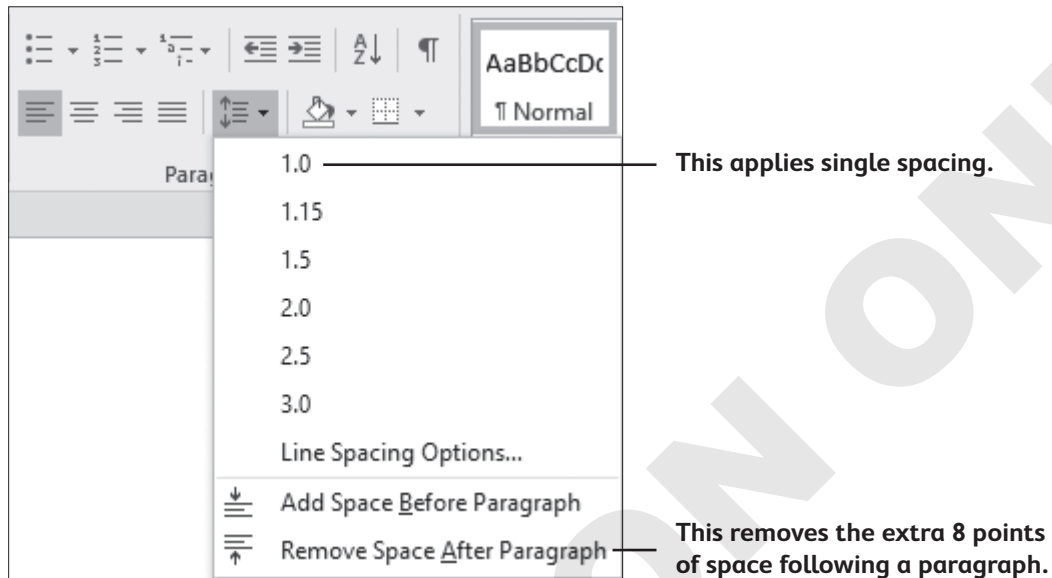 AaBbCcDc
¶ Normal
Para
1.0
This applies single spacing.
1.15
1.5
2.0
2.5
3.0
Line Spacing Options...
Add Space Before Paragraph
Remove Space After Paragraph
This removes the extra 8 points
of space following a paragraph.